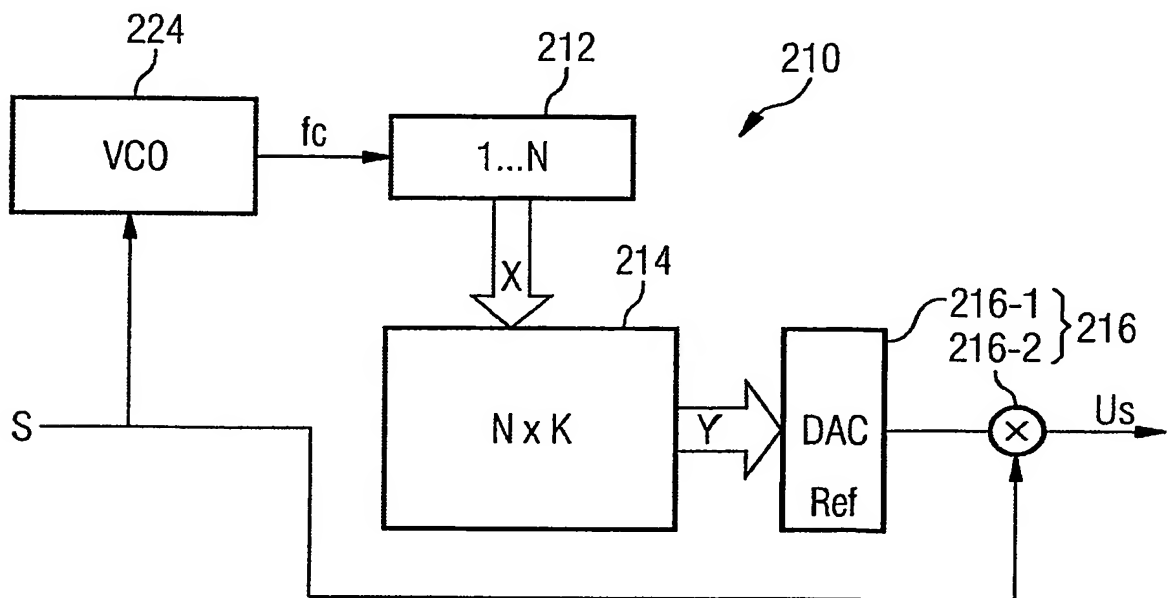 224
212
210
VCO
fc
1...N
X
214
216-1
216-2
} 216
S
N x K
Y
DAC
Ref
×
Us